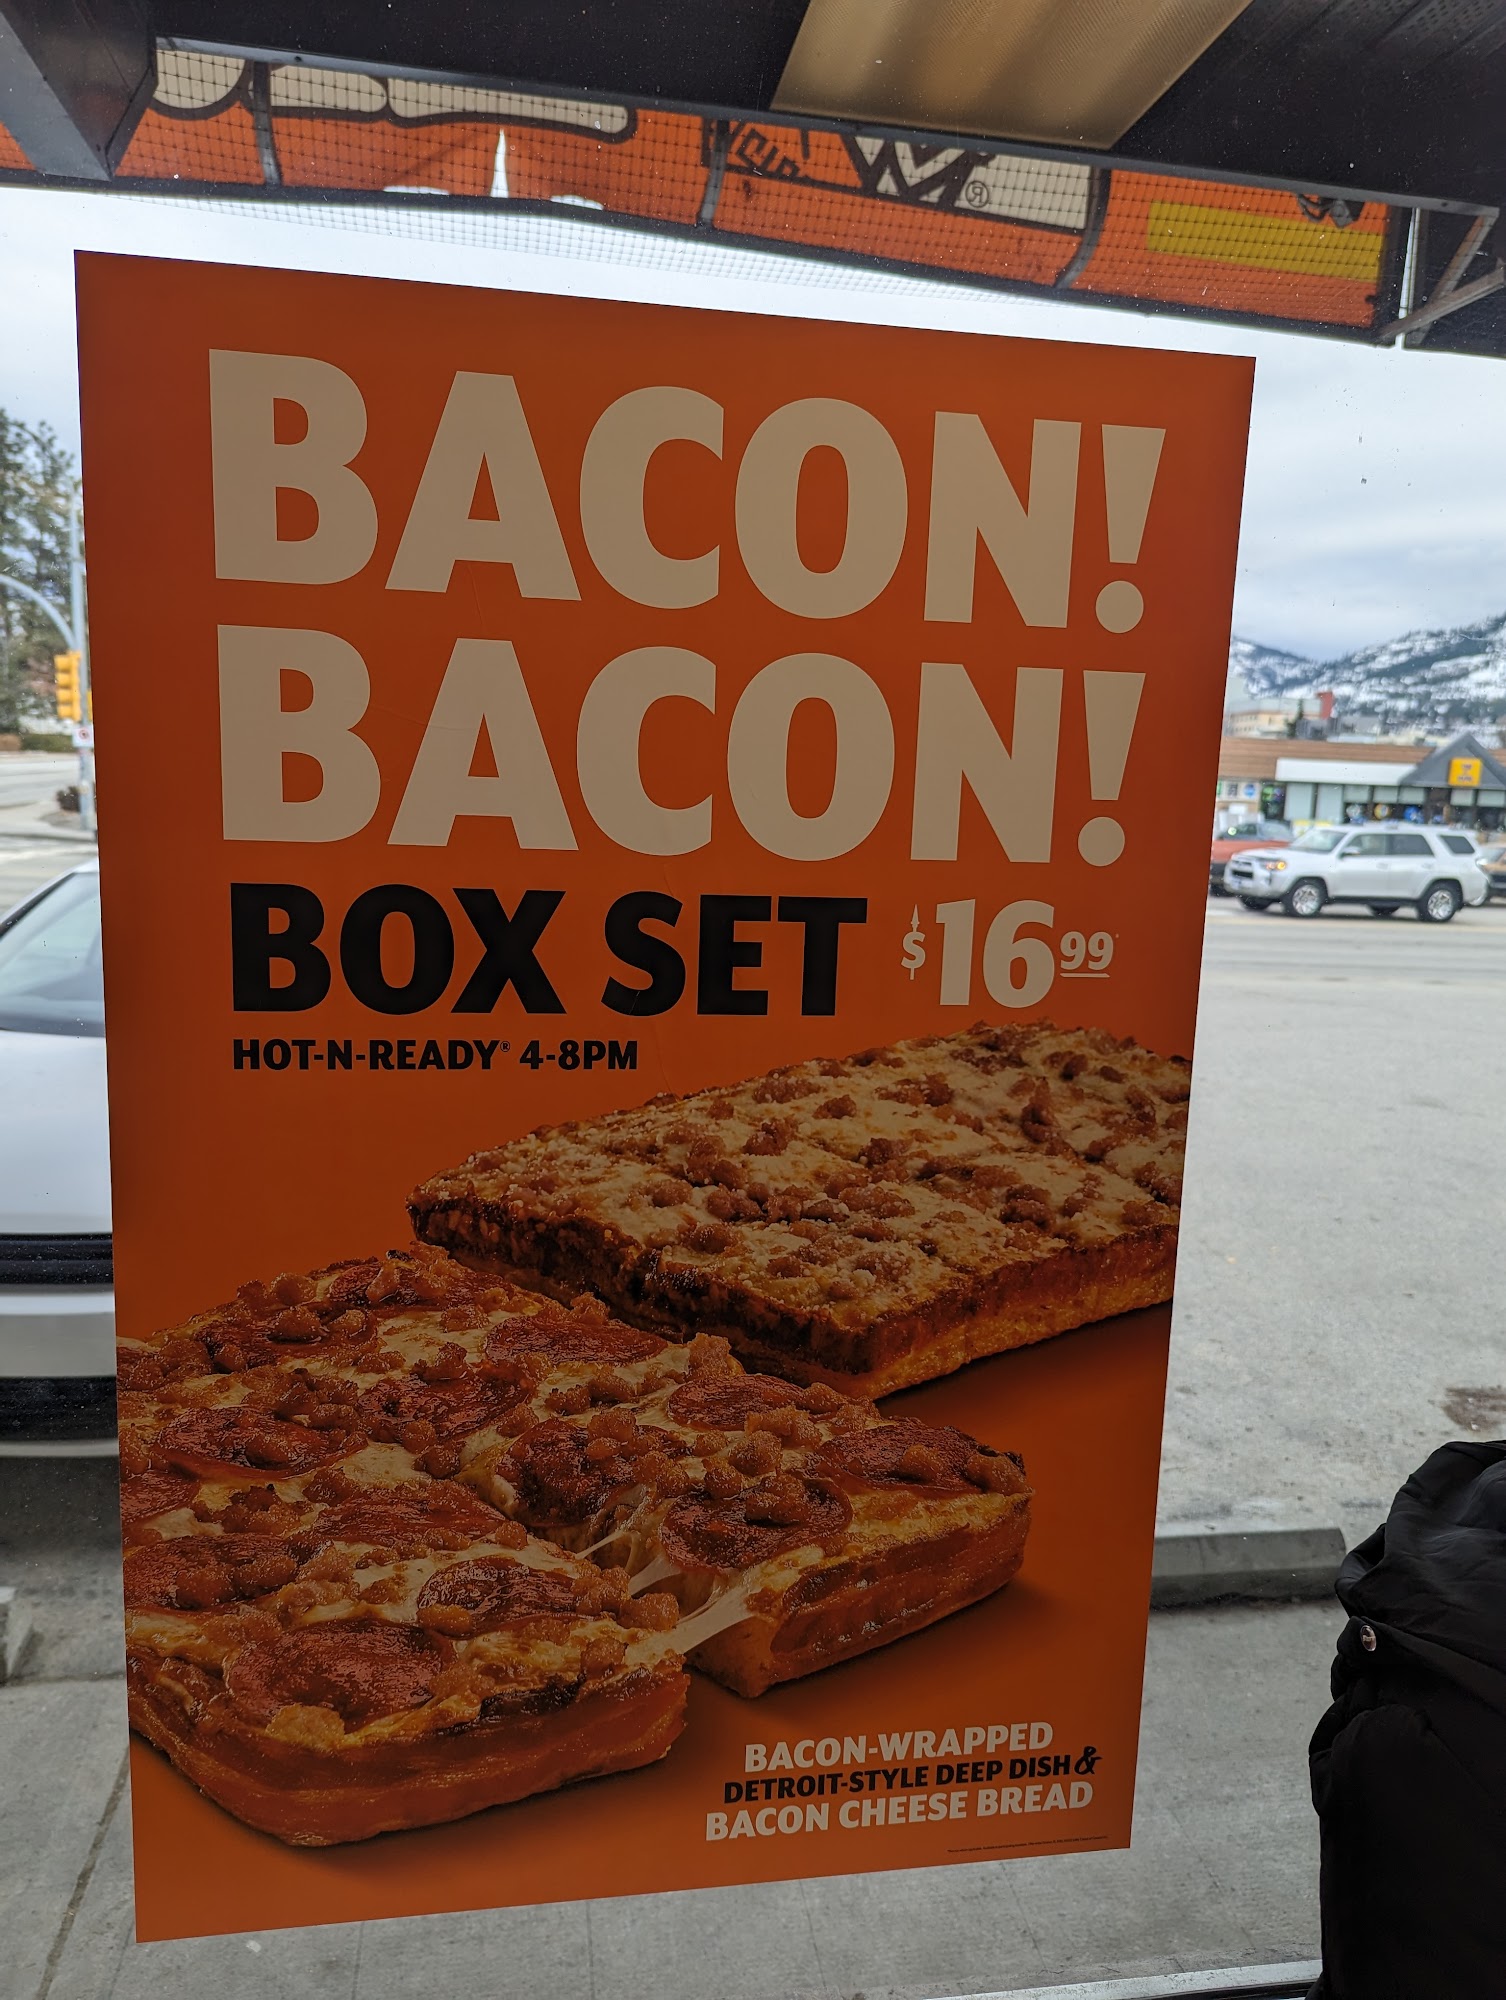 BACON!
BACON!
BOX SET $16.99*
HOT-N-READY® 4-8PM
BACON-WRAPPED
DETROIT-STYLE DEEP DISH &
BACON CHEESE BREAD